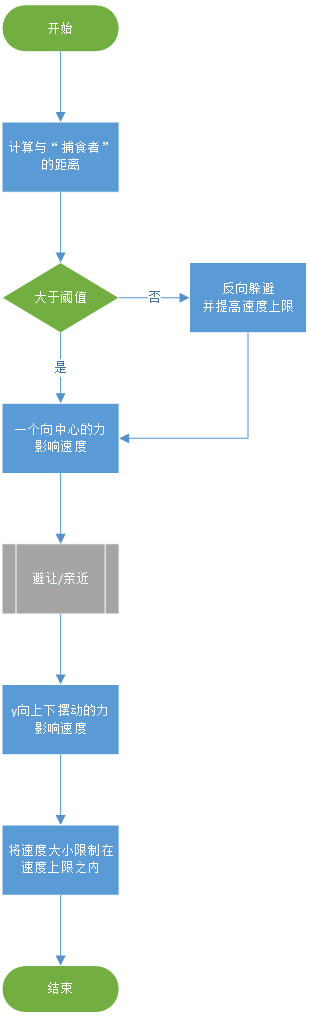 开始
计算与“捕食者”
的距离
大于阈值
否
反向躲避
并提高速度上限
是
一个向中心的力
影响速度
避让/亲近
y向上下摆动的力
影响速度
将速度大小限制在
速度上限之内
结束